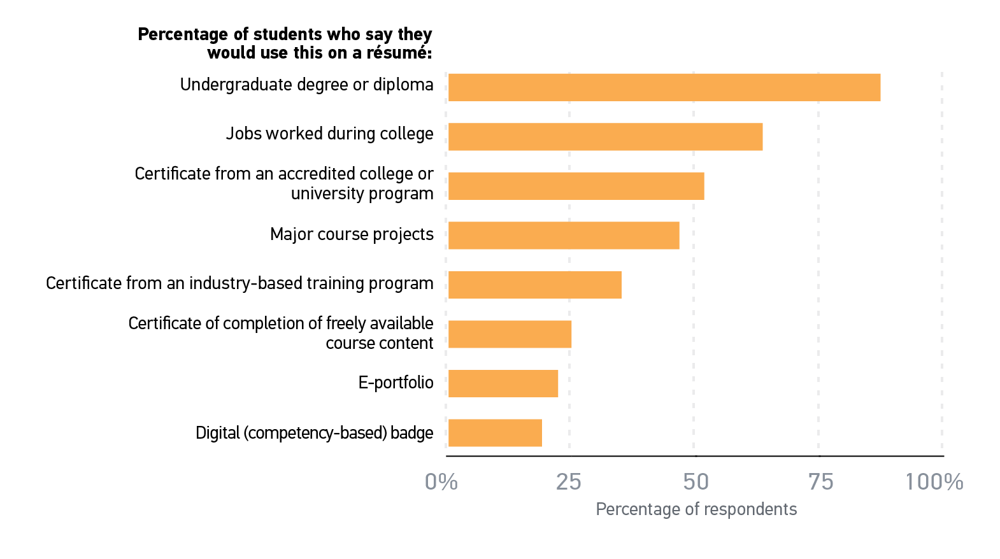 Percentage of students who say they
would use this on a résumé:
Undergraduate degree or diploma
Jobs worked during college
Certificate from an accredited college or
university program
Major course projects
Certificate from an industry-based training program
Certificate of completion of freely available
course content
E-portfolio
Digital (competency-based) badge
0% 25 50 75 100%
Percentage of respondents